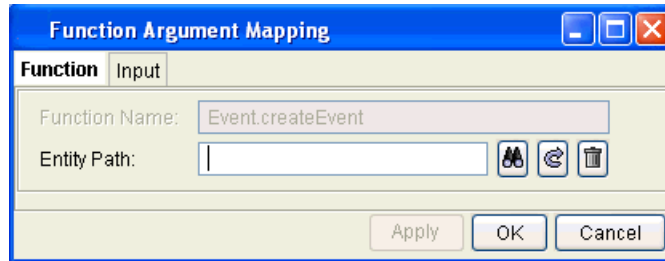 Function Argument Mapping
Function Input
Function Name: Event.createEvent
Entity Path:
Apply OK Cancel